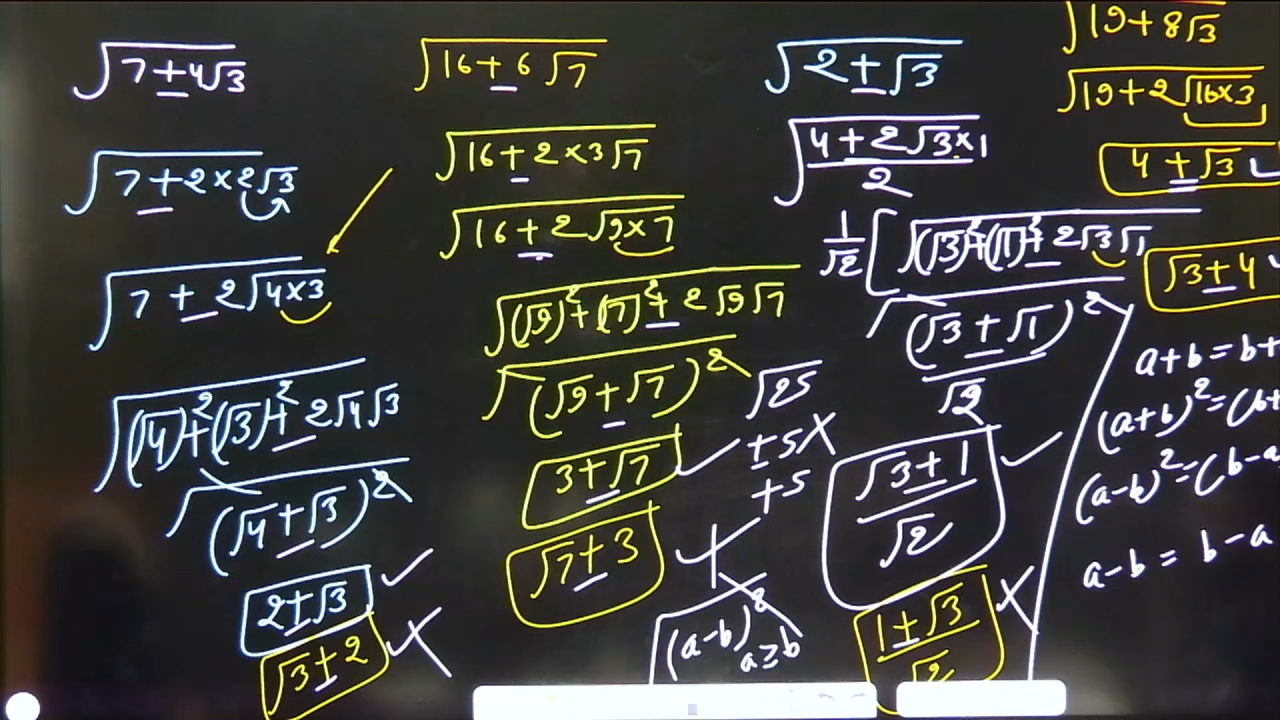 √(7 ± 4√3)
√(7 ± 2×2√3)
√(7 ± 2√(4×3))
√((√4)²+(√3)² ± 2√4√3)
√((√4 ± √3)²)
2 ± √3 ✓
√3 ± 2 ✗
√(16 ± 6√7)
√(16 ± 2×3√7)
√(16 ± 2√(9×7))
√((√9)²+(√7)² ± 2√9√7)
√((√9 ± √7)²)
3 ± √7 ✓
√7 ± 3 ✗
√25
±5 ✗
+5
√((a-b)²
a≥b
√(2 ± √3)
√((4 ± 2√3×1)/2)
1/√2 [√((√3)²+(√1)² ± 2√3√1)
√((√3 ± √1)²)/√2
(√3 ± 1)/√2 ✓
(1 ± √3)/√2 ✗
√(19 + 8√3)
√(19 + 2√(16×3))
4 ± √3
√3 ± 4
a+b = b+
(a+b)² = (b+
(a-b)² = (b-a
a-b = b-a